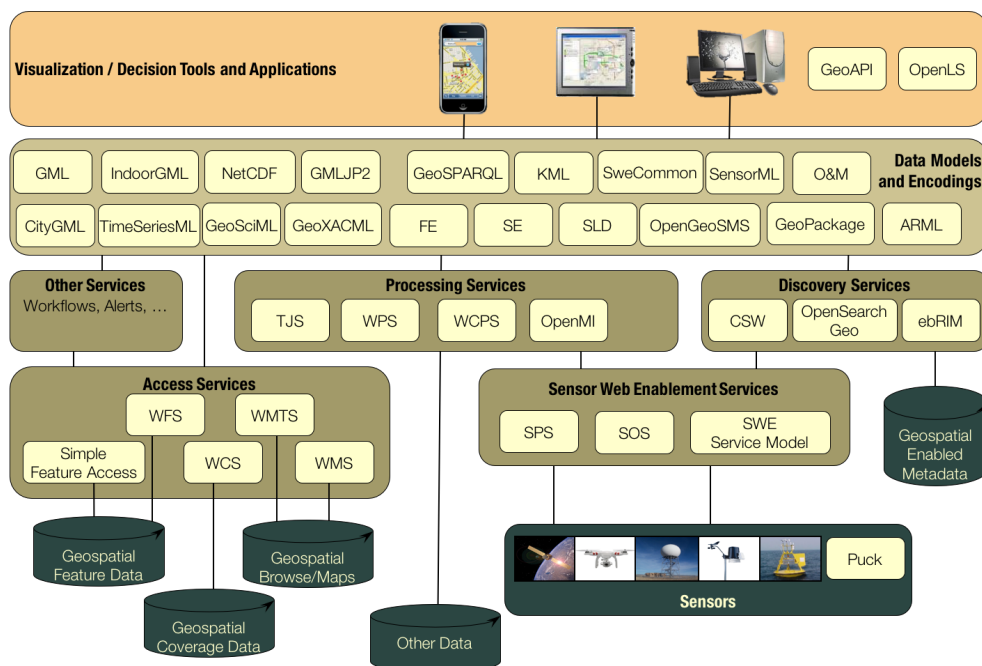 Visualization / Decision Tools and Applications
GeoAPI
OpenLS
Data Models
and Encodings
GML
IndoorGML
NetCDF
GMLJP2
GeoSPARQL
KML
SweCommon
SensorML
O&M
CityGML
TimeSeriesML
GeoSciML
GeoXACML
FE
SE
SLD
OpenGeoSMS
GeoPackage
ARML
Other Services
Workflows, Alerts, …
Processing Services
TJS
WPS
WCPS
OpenMI
Discovery Services
CSW
OpenSearch
Geo
ebRIM
Access Services
WFS
WMTS
Simple
Feature Access
WCS
WMS
Sensor Web Enablement Services
SPS
SOS
SWE
Service Model
Geospatial
Enabled
Metadata
Geospatial
Feature Data
Geospatial
Browse/Maps
Geospatial
Coverage Data
Other Data
Puck
Sensors